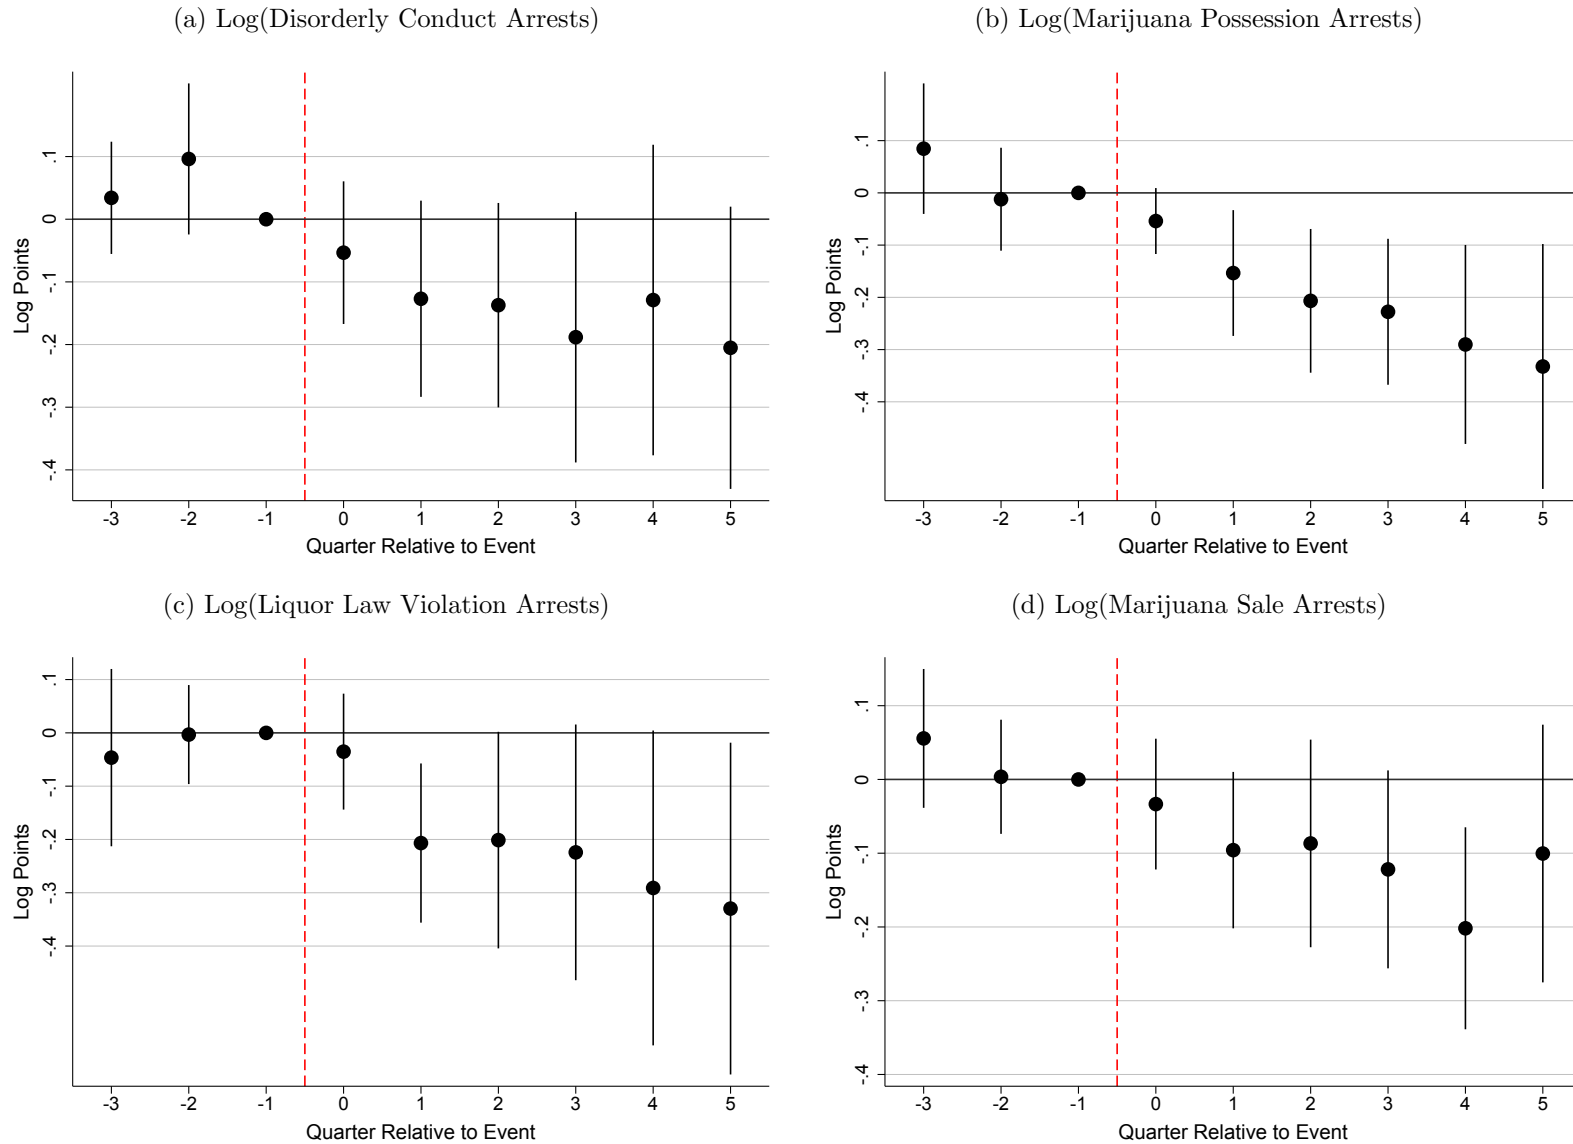 (a) Log(Disorderly Conduct Arrests)
(b) Log(Marijuana Possession Arrests)
.1
0
-.1
-.2
-.3
-.4
Log Points
-3 -2 -1 0 1 2 3 4 5
Quarter Relative to Event
.1
0
-.1
-.2
-.3
-.4
Log Points
-3 -2 -1 0 1 2 3 4 5
Quarter Relative to Event
(c) Log(Liquor Law Violation Arrests)
(d) Log(Marijuana Sale Arrests)
.1
0
-.1
-.2
-.3
-.4
Log Points
-3 -2 -1 0 1 2 3 4 5
Quarter Relative to Event
.1
0
-.1
-.2
-.3
-.4
Log Points
-3 -2 -1 0 1 2 3 4 5
Quarter Relative to Event